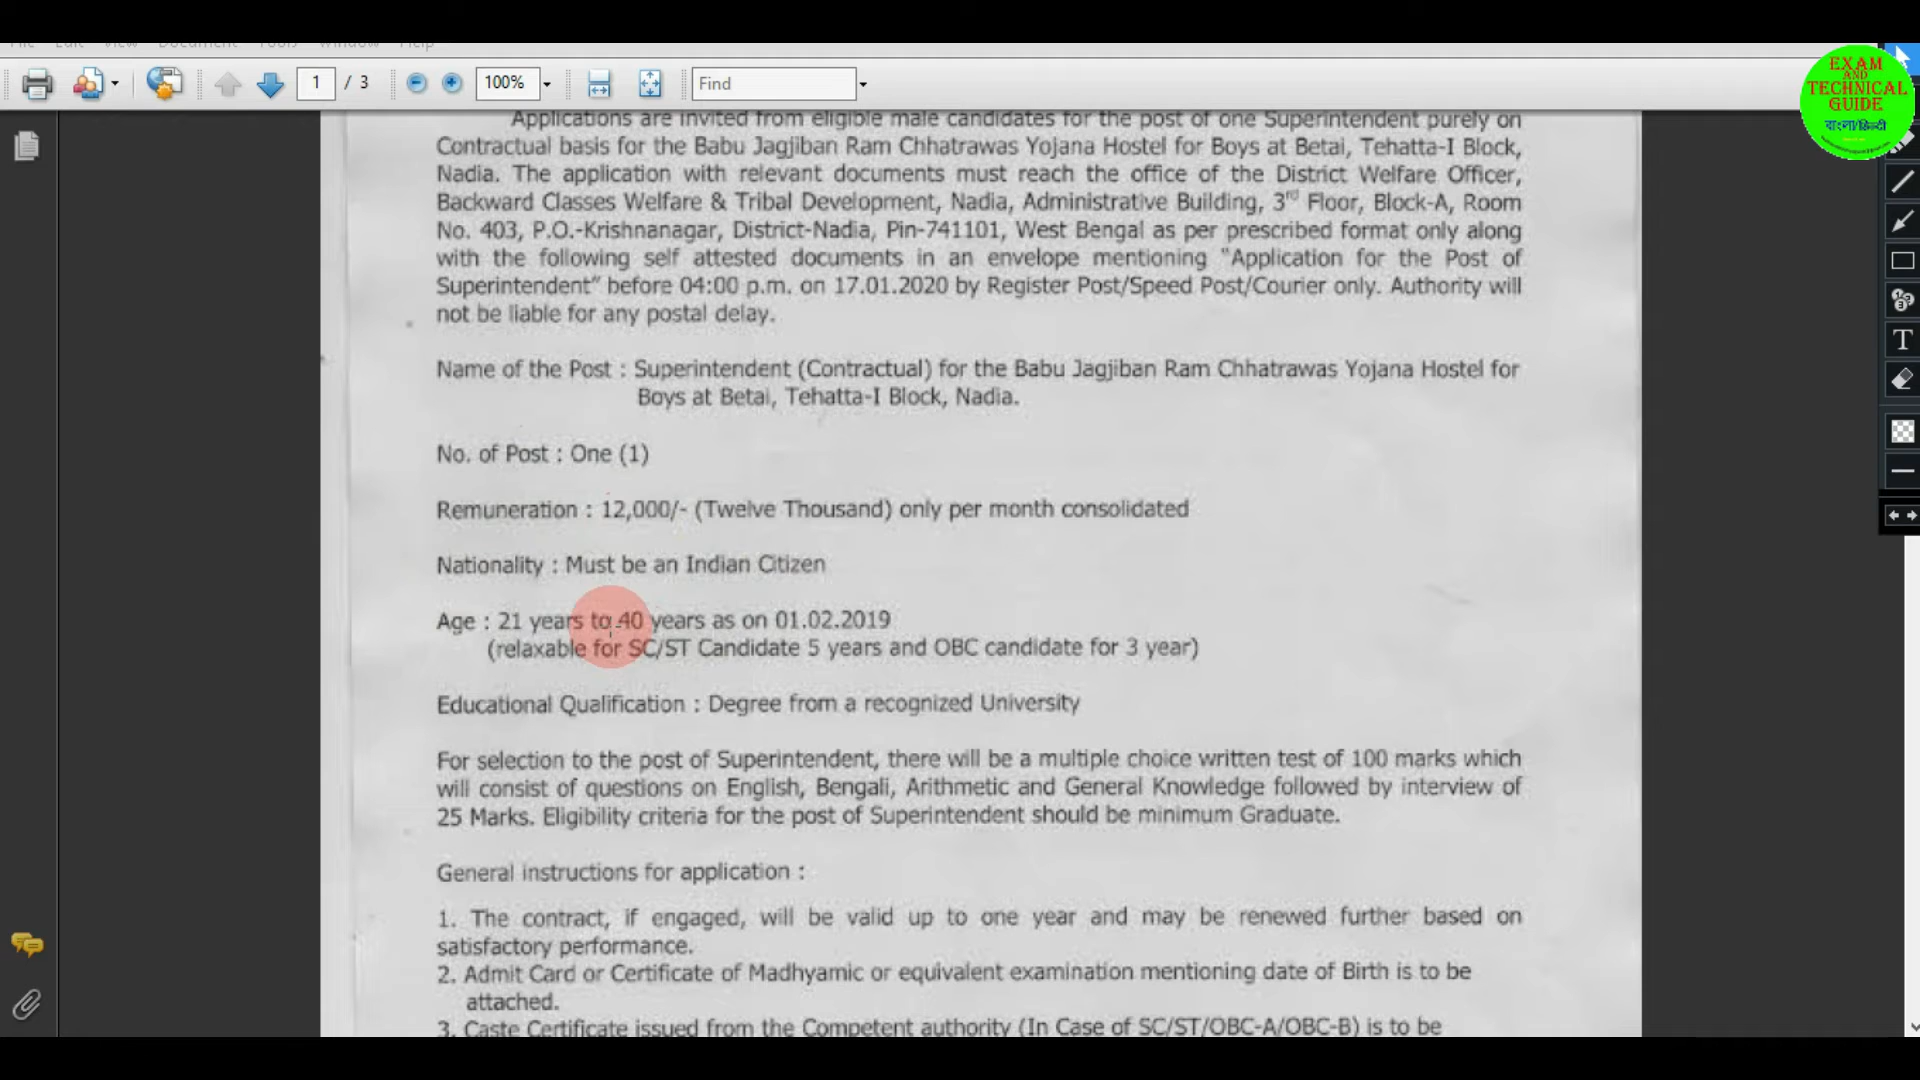 1 / 3
100%
Find
EXAM
AND
TECHNICAL
GUIDE
বাংলা/हिन्दी
Applications are invited from eligible male candidates for the post of one Superintendent purely on
Contractual basis for the Babu Jagjiban Ram Chhatrawas Yojana Hostel for Boys at Betai, Tehatta-I Block,
Nadia. The application with relevant documents must reach the office of the District Welfare Officer,
Backward Classes Welfare & Tribal Development, Nadia, Administrative Building, 3rd Floor, Block-A, Room
No. 403, P.O.-Krishnanagar, District-Nadia, Pin-741101, West Bengal as per prescribed format only along
with the following self attested documents in an envelope mentioning "Application for the Post of
Superintendent" before 04:00 p.m. on 17.01.2020 by Register Post/Speed Post/Courier only. Authority will
not be liable for any postal delay.
Name of the Post : Superintendent (Contractual) for the Babu Jagjiban Ram Chhatrawas Yojana Hostel for
Boys at Betai, Tehatta-I Block, Nadia.
No. of Post : One (1)
Remuneration : 12,000/- (Twelve Thousand) only per month consolidated
Nationality : Must be an Indian Citizen
Age : 21 years to 40 years as on 01.02.2019
(relaxable for SC/ST Candidate 5 years and OBC candidate for 3 year)
Educational Qualification : Degree from a recognized University
For selection to the post of Superintendent, there will be a multiple choice written test of 100 marks which
will consist of questions on English, Bengali, Arithmetic and General Knowledge followed by interview of
25 Marks. Eligibility criteria for the post of Superintendent should be minimum Graduate.
General instructions for application :
1. The contract, if engaged, will be valid up to one year and may be renewed further based on
satisfactory performance.
2. Admit Card or Certificate of Madhyamic or equivalent examination mentioning date of Birth is to be
attached.
3. Caste Certificate issued from the Competent authority (In Case of SC/ST/OBC-A/OBC-B) is to be